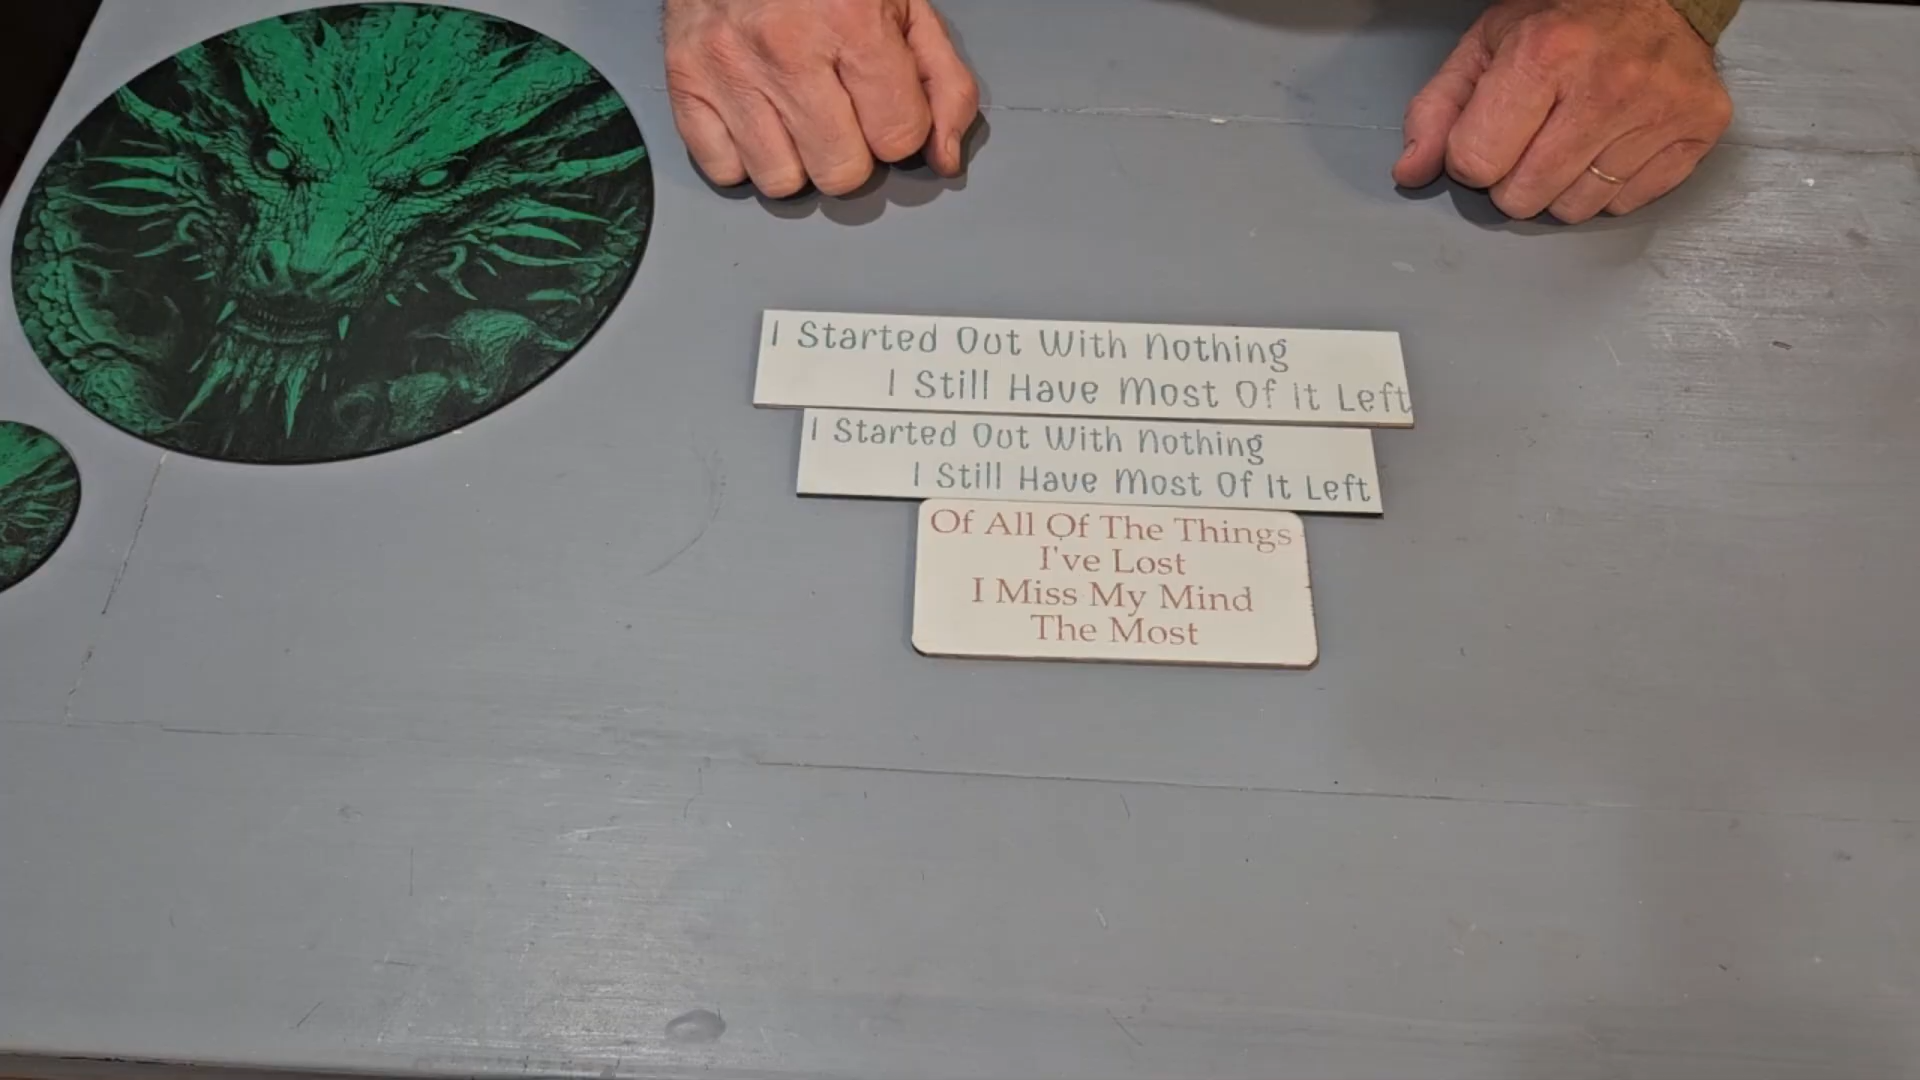 I Started Out With Nothing
I Still Have Most Of it Left
I Started Out With Nothing
I Still Have Most Of It Left
Of All Of The Things
I've Lost
I Miss My Mind
The Most